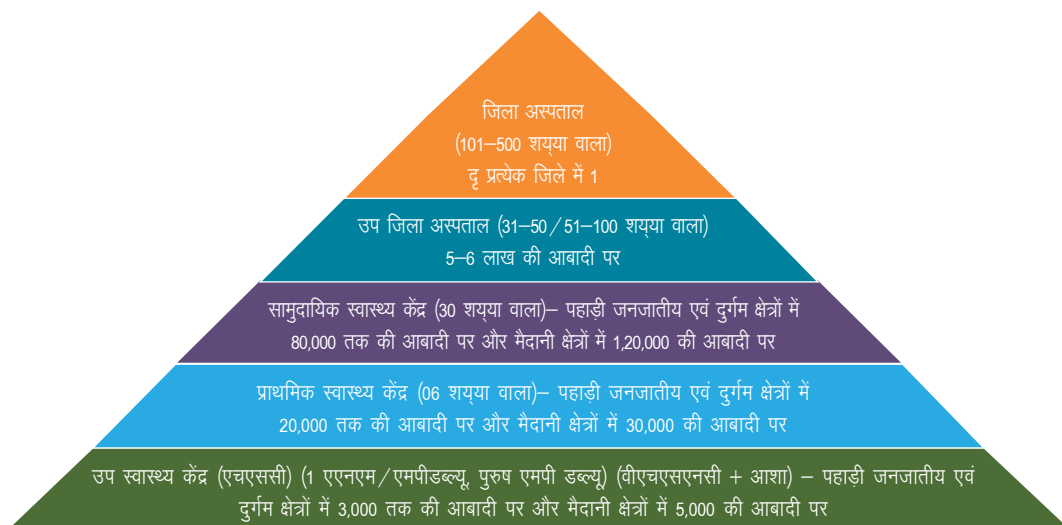 जिला अस्पताल
(101–500 शय्या वाला)
दृ प्रत्येक जिले में 1
उप जिला अस्पताल (31–50/51–100 शय्या वाला)
5–6 लाख की आबादी पर
सामुदायिक स्वास्थ्य केंद्र (30 शय्या वाला)– पहाड़ी जनजातीय एवं दुर्गम क्षेत्रों में
80,000 तक की आबादी पर और मैदानी क्षेत्रों में 1,20,000 की आबादी पर
प्राथमिक स्वास्थ्य केंद्र (06 शय्या वाला)– पहाड़ी जनजातीय एवं दुर्गम क्षेत्रों में
20,000 तक की आबादी पर और मैदानी क्षेत्रों में 30,000 की आबादी पर
उप स्वास्थ्य केंद्र (एचएससी) (1 एएनएम/एमपीडब्ल्यू, पुरुष एमपी डब्ल्यू) (वीएचएसएनसी + आशा) – पहाड़ी जनजातीय एवं
दुर्गम क्षेत्रों में 3,000 तक की आबादी पर और मैदानी क्षेत्रों में 5,000 की आबादी पर